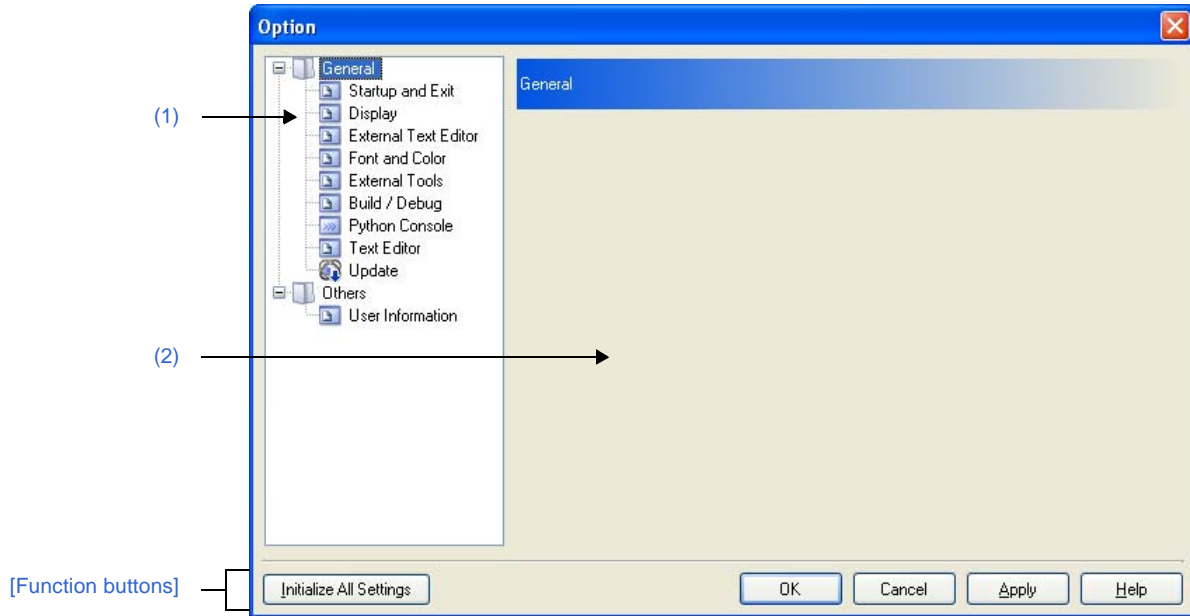 Option
General
Startup and Exit
Display
External Text Editor
Font and Color
External Tools
Build / Debug
Python Console
Text Editor
Update
Others
User Information
General
(1)
(2)
[Function buttons]
Initialize All Settings
OK
Cancel
Apply
Help